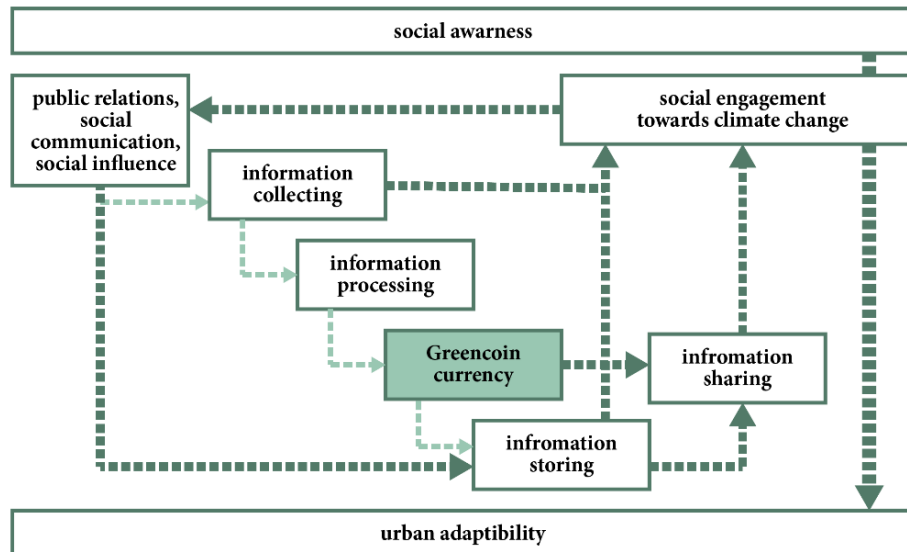 social awarness
public relations,
social
communication,
social influence
social engagement
towards climate change
information
collecting
information
processing
Greencoin
currency
infromation
sharing
infromation
storing
urban adaptibility